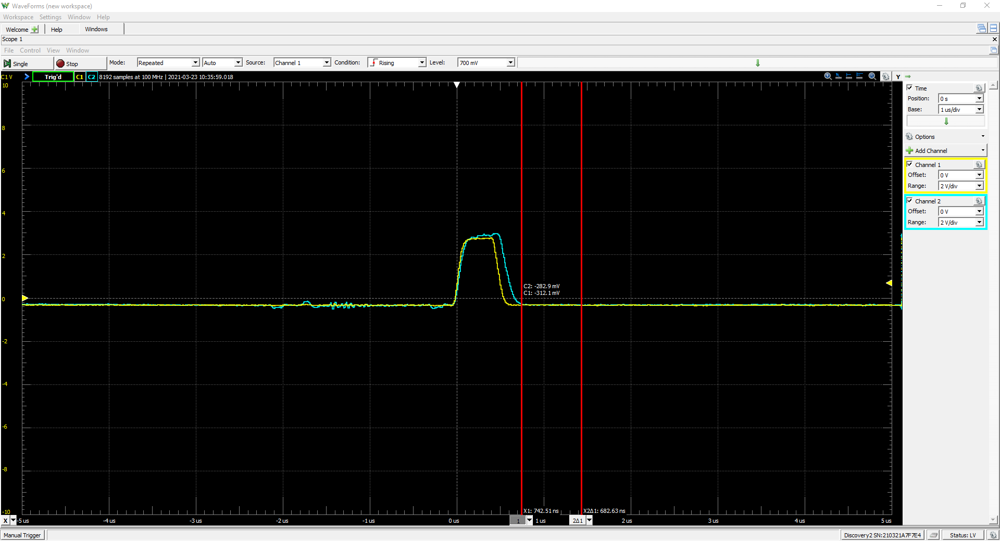 WaveForms (new workspace)
Workspace Settings Window Help
Welcome Help Windows
Scope 1
File Control View Window
Single Stop Mode: Repeated Auto Source: Channel 1 Condition: Rising Level: 700 mV
C1 V Trig'd C1 C2 8192 samples at 100 MHz | 2021-03-23 10:35:59.018 Y
10
8
6
4
2
0
-2
-4
-6
-8
-10
Time
Position: 0 s
Base: 1 us/div
Options
Add Channel
Channel 1
Offset: 0 V
Range: 2 V/div
Channel 2
Offset: 0 V
Range: 2 V/div
C2: -282.9 mV
C1: -312.1 mV
X1: 742.51 ns X2Δ1: 682.63 ns
X -5 us -4 us -3 us -2 us -1 us 0 us 1 us 2Δ1 2 us 3 us 4 us 5 us
Manual Trigger Discovery2 SN:210321A7F7E4 Status: LV